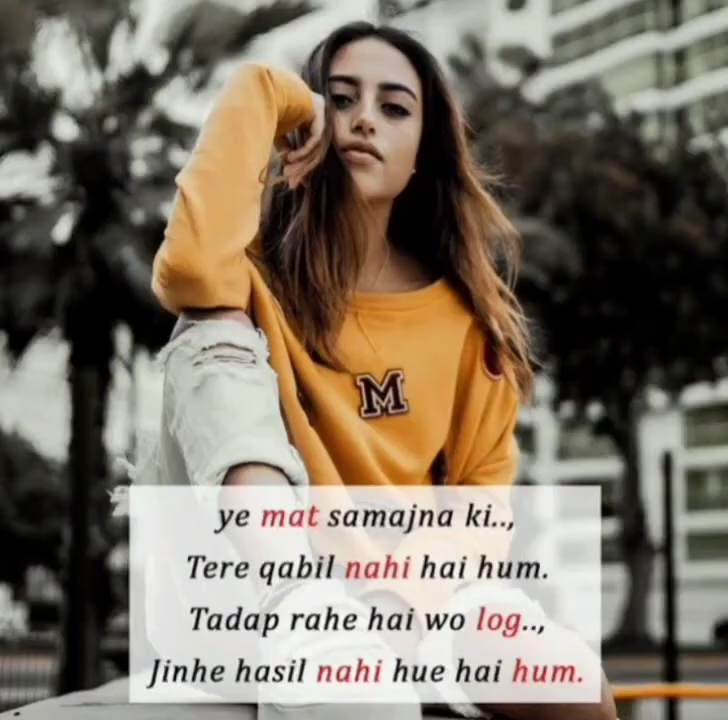 M
ye mat samajna ki..,
Tere qabil nahi hai hum.
Tadap rahe hai wo log..,
Jinhe hasil nahi hue hai hum.